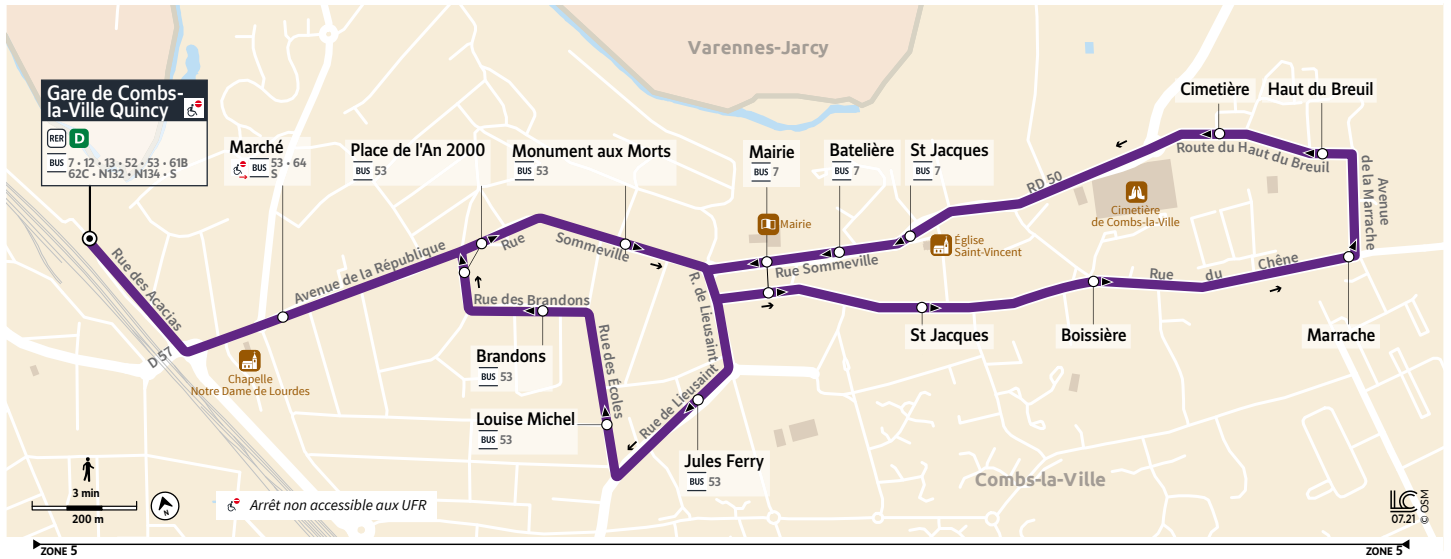 Varennes-Jarcy
Gare de Combs-
la-Ville Quincy
RER D
BUS 7 • 12 • 13 • 52 • 53 • 61B
62C • N132 • N134 • S
Marché
BUS 53 • 64
S
Place de l'An 2000
BUS 53
Monument aux Morts
BUS 53
Mairie
BUS 7
Batelière
BUS 7
St Jacques
BUS 7
Cimetière
Haut du Breuil
Route du Haut du Breuil
Avenue
de la Marrache
RD 50
Cimetière
de Combs-la-Ville
Mairie
Église
Saint-Vincent
Rue Sommeville
Rue Sommeville
Rue des Acacias
Avenue de la République
D 57
Chapelle
Notre Dame de Lourdes
Rue des Brandons
R. de Lieusaint
Rue du Chêne
St Jacques
Boissière
Marrache
Brandons
BUS 53
Rue des Écoles
Rue de Lieusaint
Louise Michel
BUS 53
Jules Ferry
BUS 53
Combs-la-Ville
3 min
200 m
N
Arrêt non accessible aux UFR
LC
07.21
© OSM
ZONE 5
ZONE 5